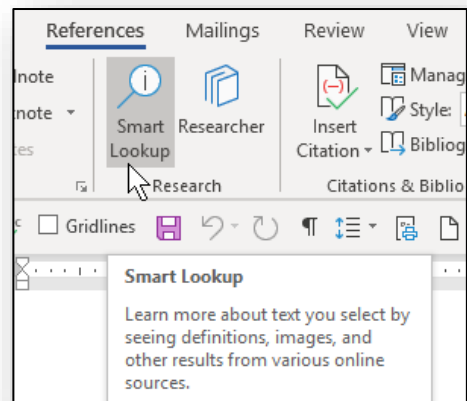 References Mailings Review View
note
note
Smart Lookup
Researcher
Insert Citation
Manag
Style:
Bibliog
Research
Citations & Biblio
Gridlines
Smart Lookup
Learn more about text you select by
seeing definitions, images, and
other results from various online
sources.